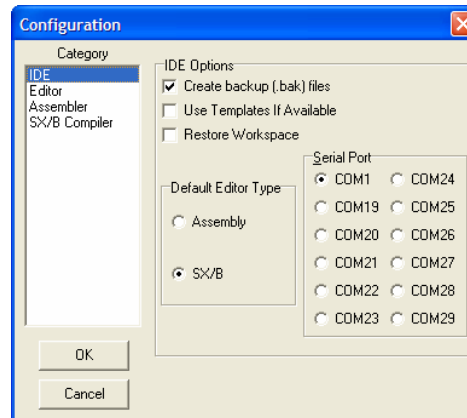 Configuration
Category
IDE
Editor
Assembler
SX/B Compiler
OK
Cancel
IDE Options
Create backup (.bak) files
Use Templates If Available
Restore Workspace
Default Editor Type
Assembly
SX/B
Serial Port
COM1 COM24
COM19 COM25
COM20 COM26
COM21 COM27
COM22 COM28
COM23 COM29